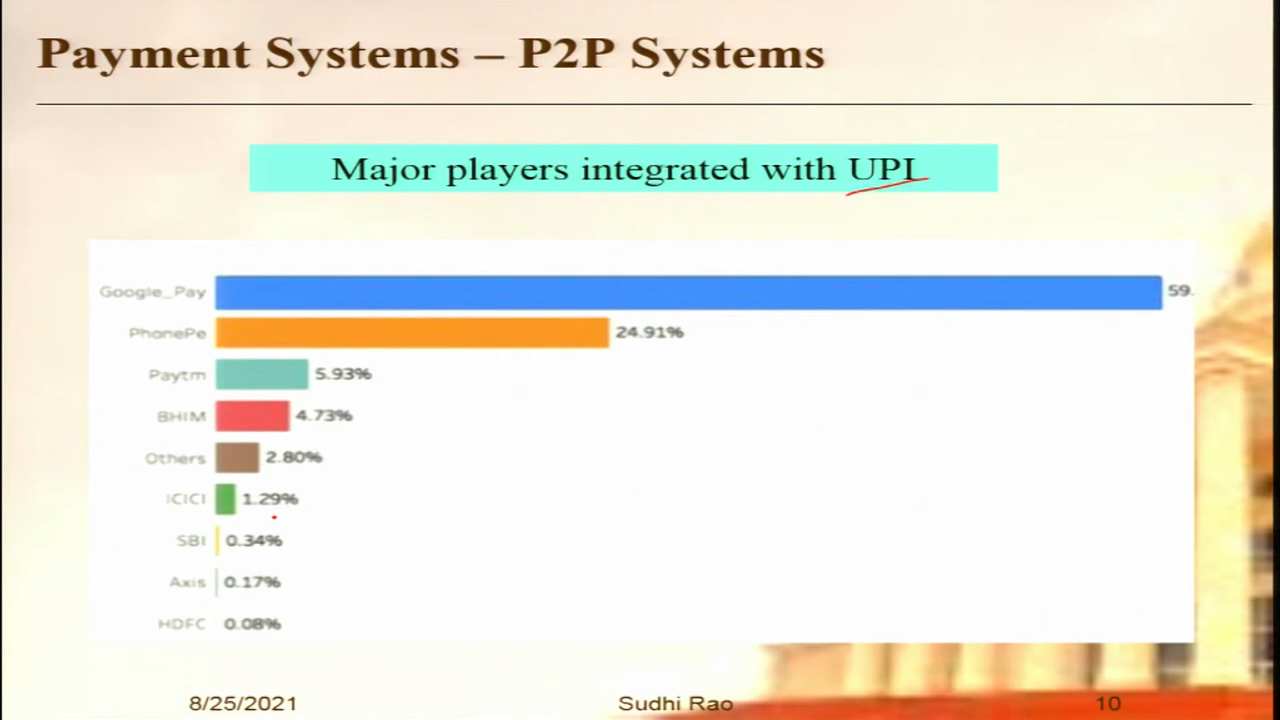 Payment Systems – P2P Systems
Major players integrated with UPI
Google_Pay 59.
PhonePe 24.91%
Paytm 5.93%
BHIM 4.73%
Others 2.80%
ICICI 1.29%
SBI 0.34%
Axis 0.17%
HDFC 0.08%
8/25/2021 Sudhi Rao 10